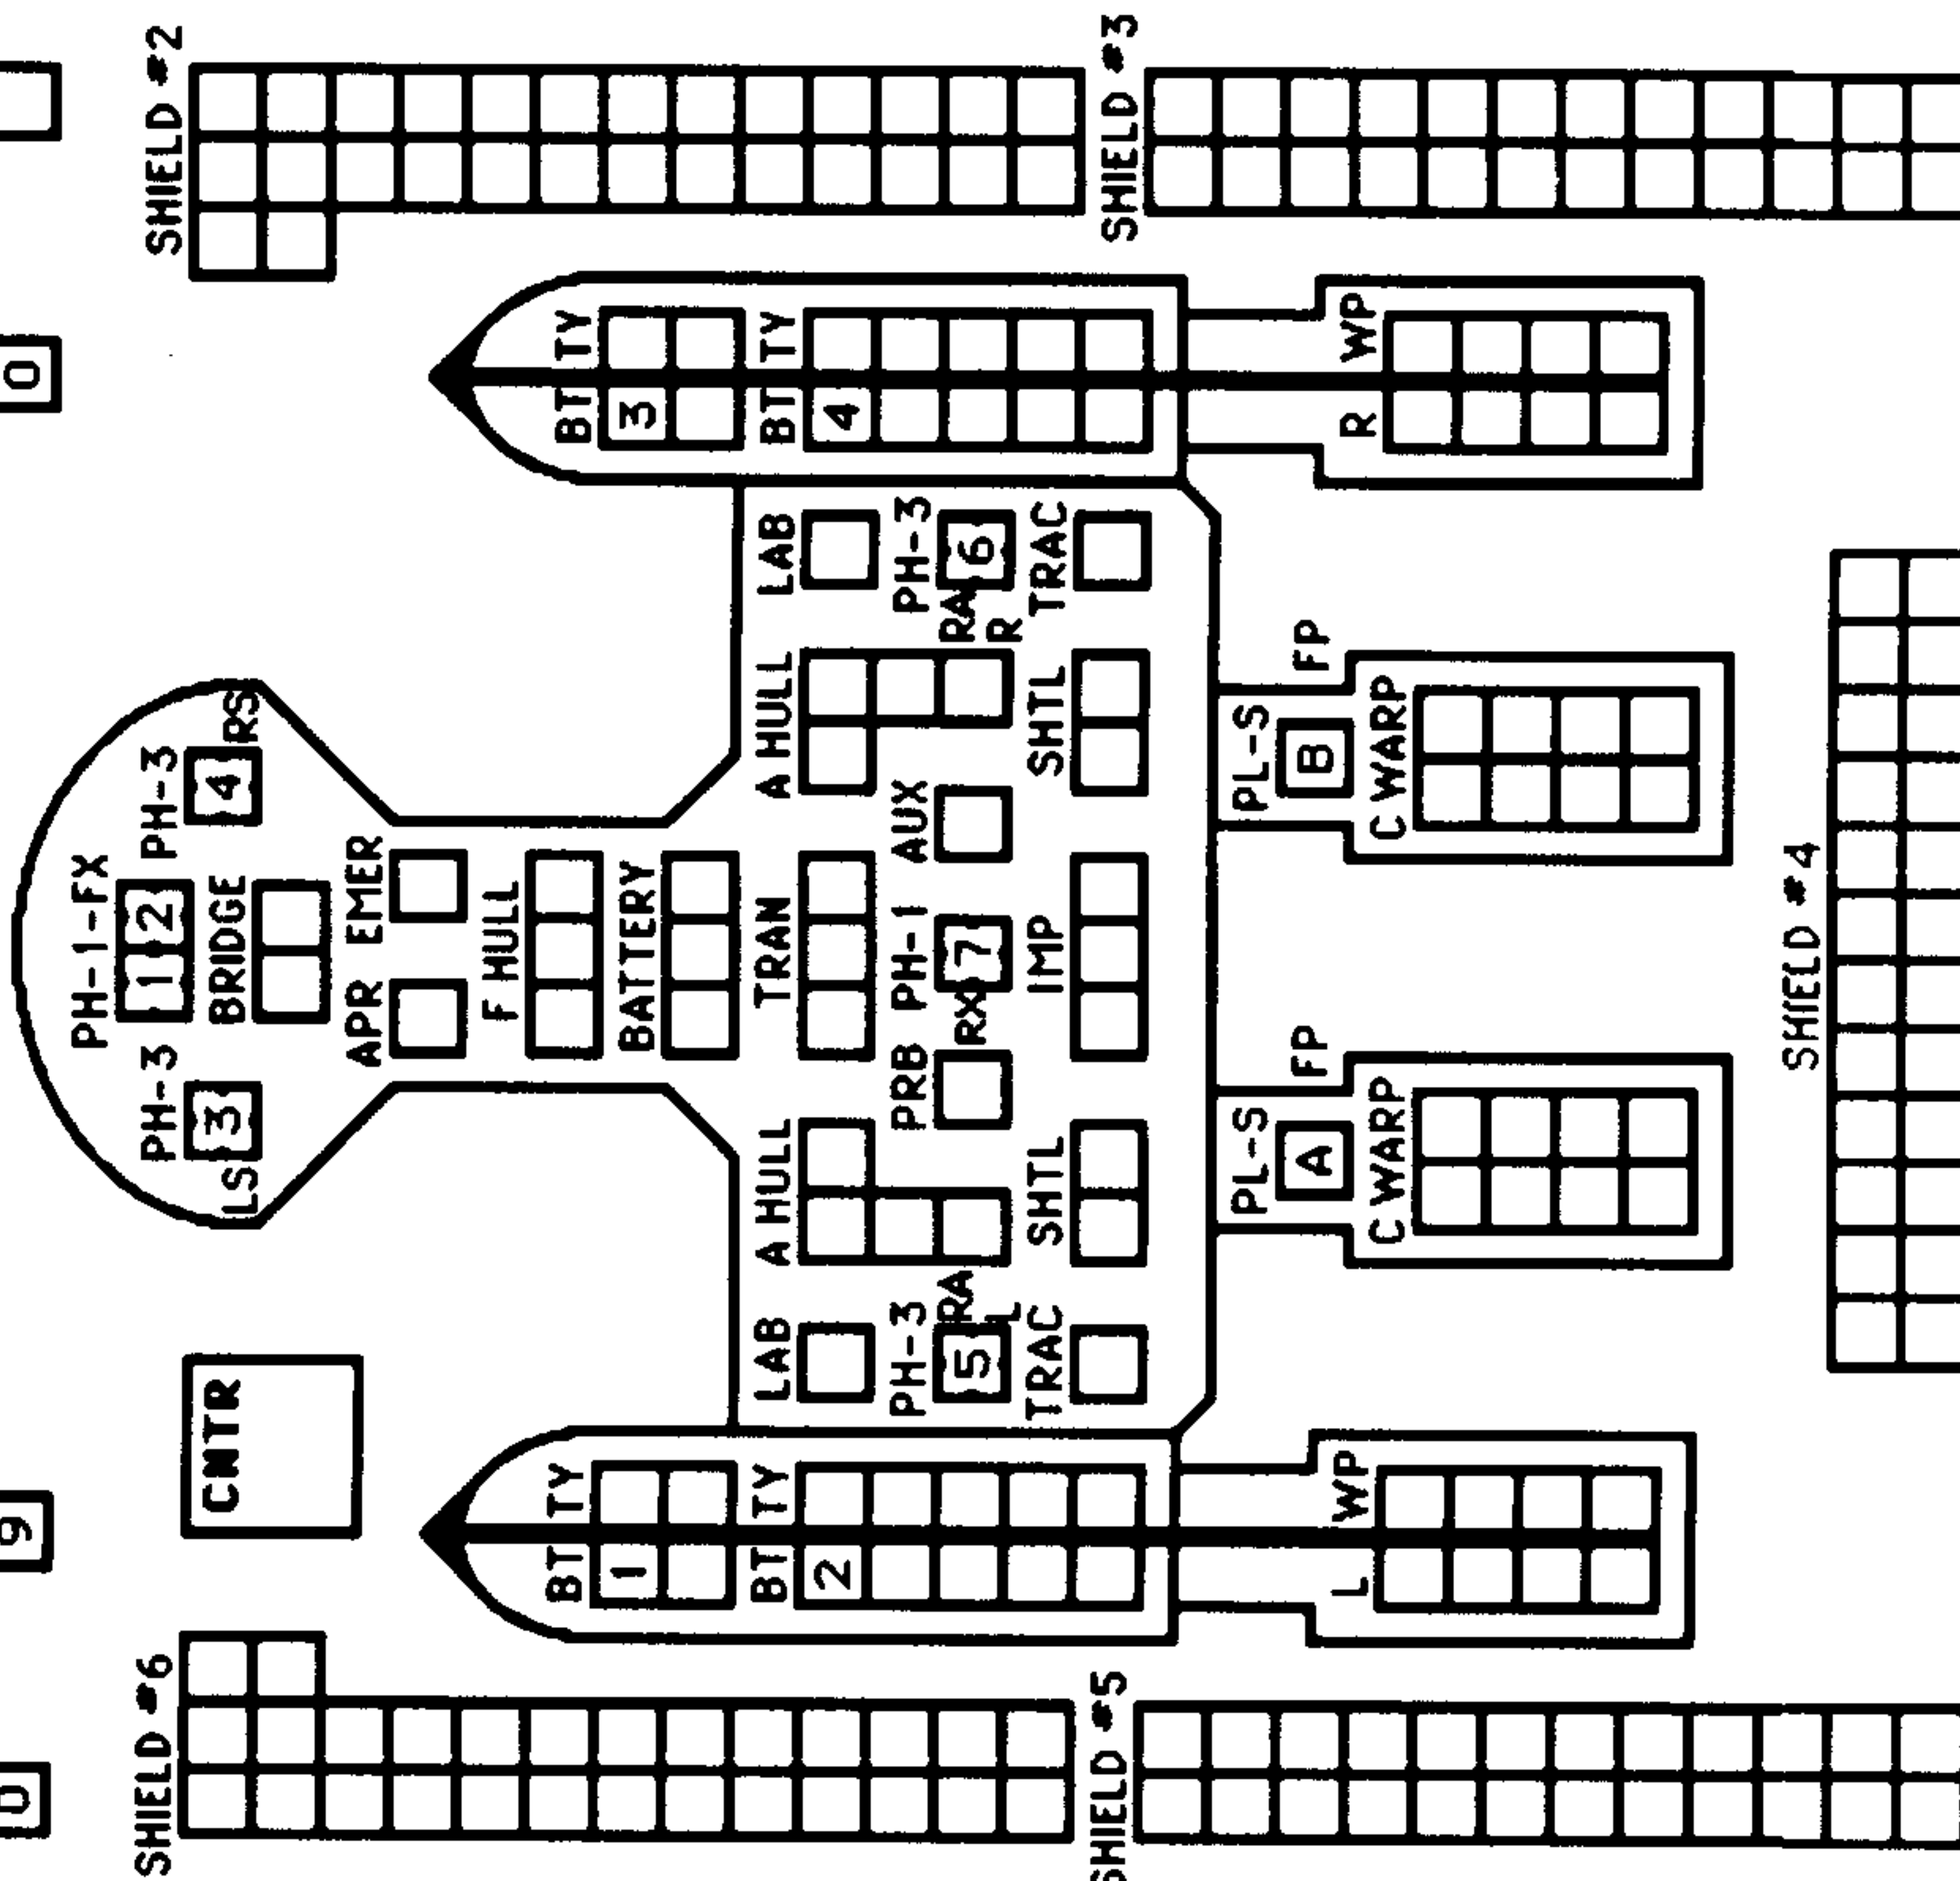 SHIELD #2
SHIELD #3
0
BT TY
3
BT TY
4
R WP
LAB
PH-3
6
RA
R
TRAC
A HULL
SHTL
FP
PL-S
B
C WARP
PH-1-FX
1 2
PH-3
4
RS
BRIDGE
APR
EMER
F HULL
BATTERY
TRAN
PH-1
7
RX
AUX
IMP
SHIELD #4
PH-3
3
LS
PRB
A HULL
SHTL
FP
PL-S
A
C WARP
CNTR
LAB
PH-3
5
RA
L
TRAC
9
BT TY
1
BT TY
2
L WP
SHIELD #6
SHIELD #5